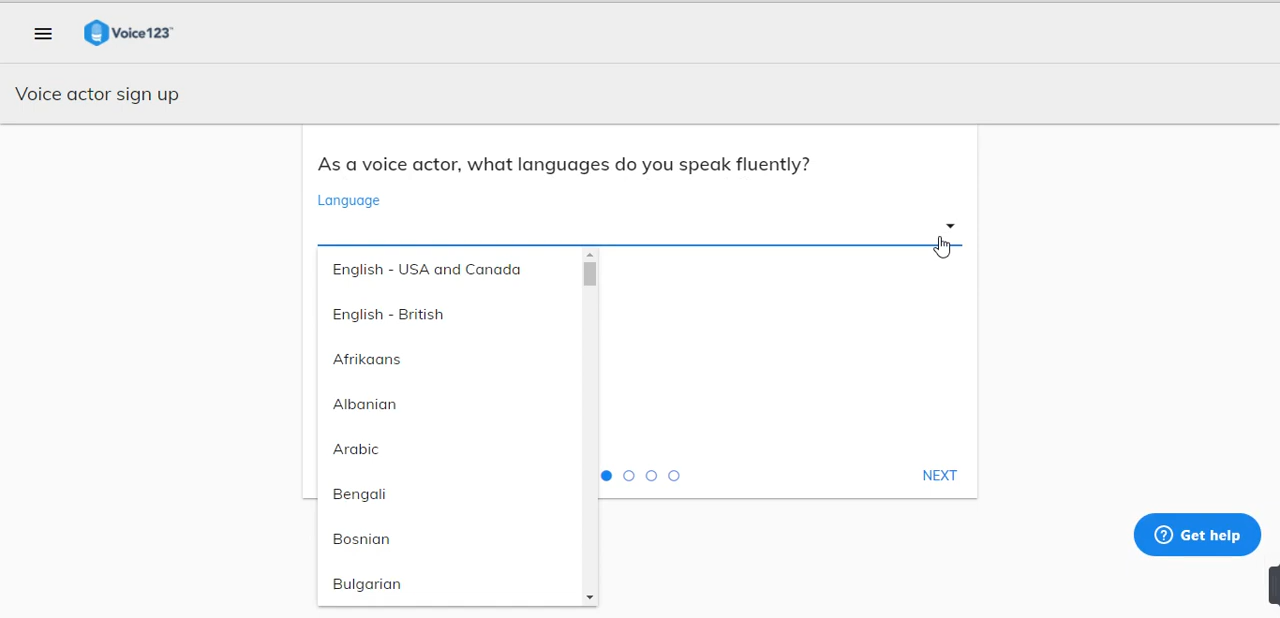 Voice123™
Voice actor sign up
As a voice actor, what languages do you speak fluently?
Language
English - USA and Canada
English - British
Afrikaans
Albanian
Arabic
Bengali
Bosnian
Bulgarian
NEXT
? Get help